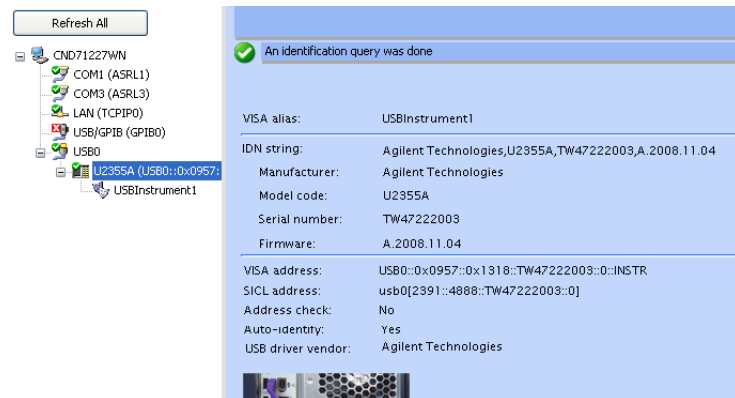 Refresh All
CND71227WN
COM1 (ASRL1)
COM3 (ASRL3)
LAN (TCPIP0)
USB/GPIB (GPIB0)
USB0
U2355A (USB0::0x0957:
USBInstrument1
An identification query was done
VISA alias: USBInstrument1
IDN string: Agilent Technologies,U2355A,TW47222003,A.2008.11.04
Manufacturer: Agilent Technologies
Model code: U2355A
Serial number: TW47222003
Firmware: A.2008.11.04
VISA address: USB0::0x0957::0x1318::TW47222003::0::INSTR
SICL address: usb0[2391::4888::TW47222003::0]
Address check: No
Auto-identify: Yes
USB driver vendor: Agilent Technologies